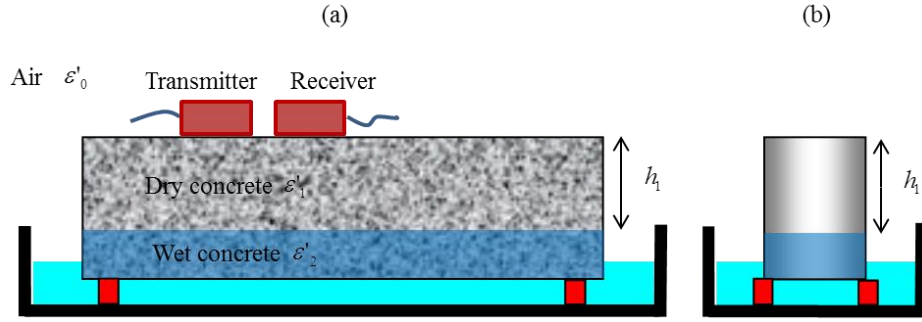 (a)
(b)
Air ε'₀
Transmitter
Receiver
Dry concrete ε'₁
h₁
h₁
Wet concrete ε'₂